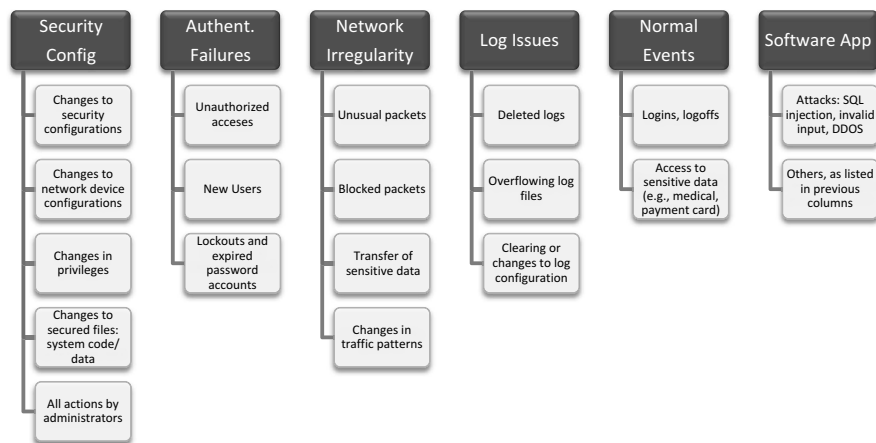 Security
Config
Changes to
security
configurations
Changes to
network device
configurations
Changes in
privileges
Changes to
secured files:
system code/
data
All actions by
administrators
Authent.
Failures
Unauthorized
acceses
New Users
Lockouts and
expired
password
accounts
Network
Irregularity
Unusual packets
Blocked packets
Transfer of
sensitive data
Changes in
traffic patterns
Log Issues
Deleted logs
Overflowing log
files
Clearing or
changes to log
configuration
Normal
Events
Logins, logoffs
Access to
sensitive data
(e.g., medical,
payment card)
Software App
Attacks: SQL
injection, invalid
input, DDOS
Others, as listed
in previous
columns